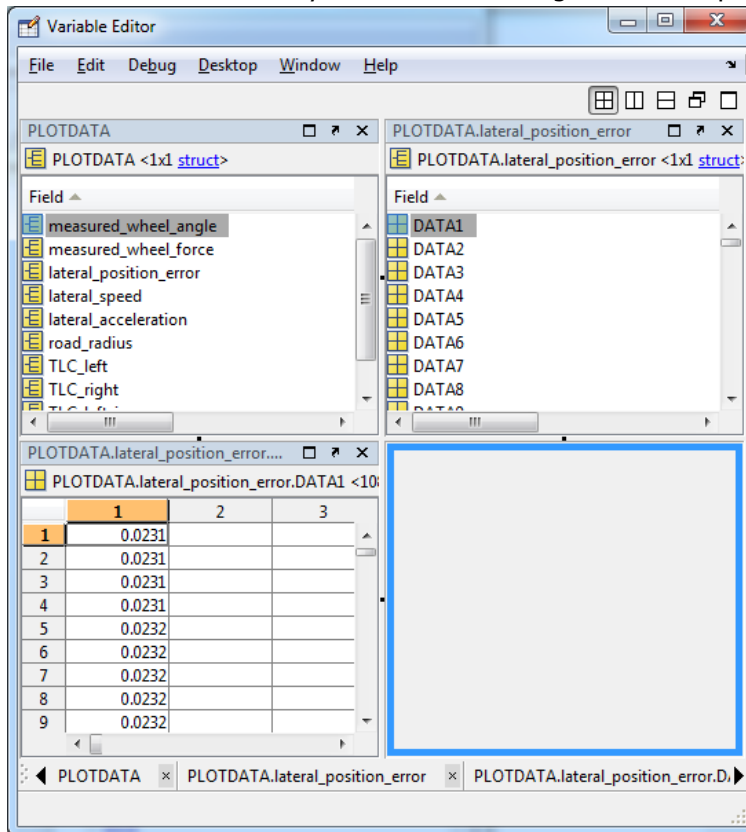 Variable Editor
File Edit Debug Desktop Window Help
PLOTDATA
PLOTDATA <1x1 struct>
Field
measured_wheel_angle
measured_wheel_force
lateral_position_error
lateral_speed
lateral_acceleration
road_radius
TLC_left
TLC_right
PLOTDATA.lateral_position_error
PLOTDATA.lateral_position_error <1x1 struct>
Field
DATA1
DATA2
DATA3
DATA4
DATA5
DATA6
DATA7
DATA8
PLOTDATA.lateral_position_error....
PLOTDATA.lateral_position_error.DATA1 <10
1 2 3
1 0.0231
2 0.0231
3 0.0231
4 0.0231
5 0.0232
6 0.0232
7 0.0232
8 0.0232
9 0.0232
PLOTDATA × PLOTDATA.lateral_position_error × PLOTDATA.lateral_position_error.D